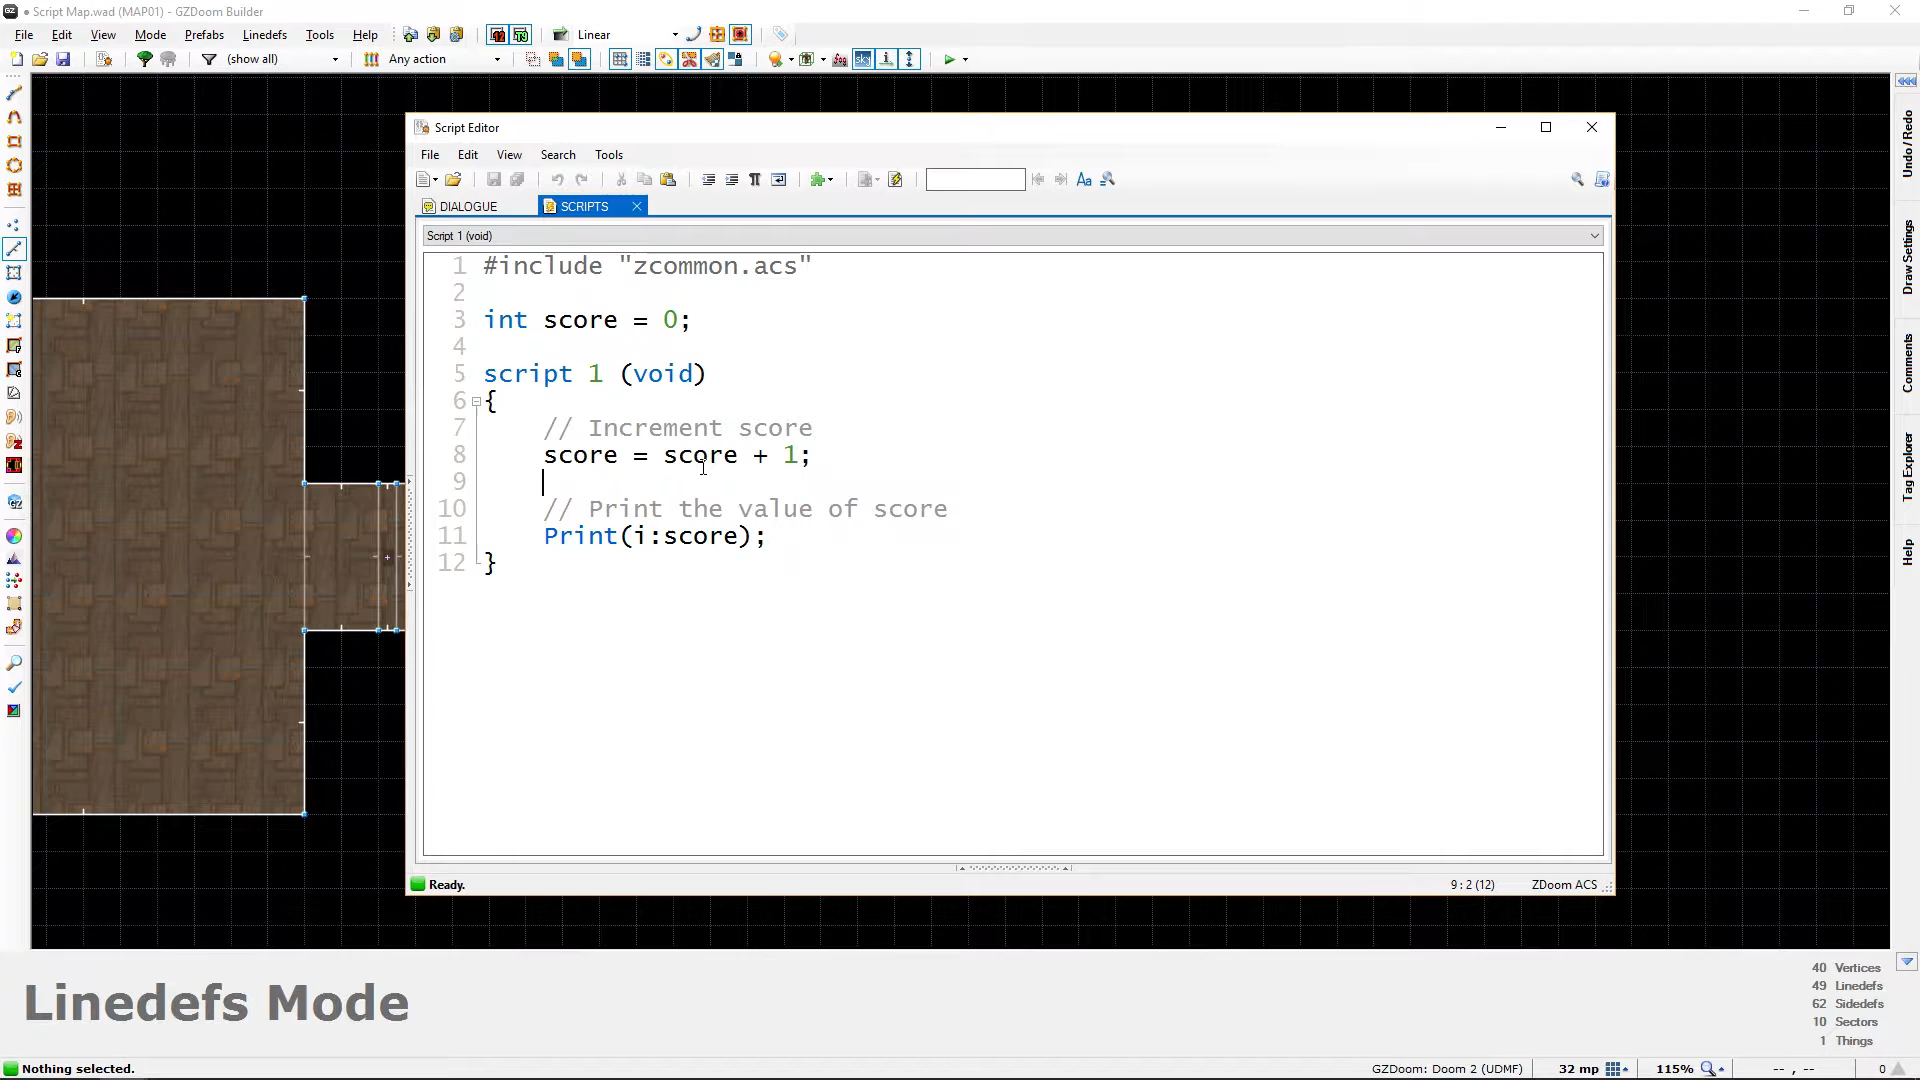 Script Map.wad (MAP01) - GZDoom Builder
File Edit View Mode Prefabs Linedefs Tools Help Linear
(show all) Any action
Script Editor
File Edit View Search Tools
DIALOGUE SCRIPTS
Script 1 (void)
1 #include "zcommon.acs"
2
3 int score = 0;
4
5 script 1 (void)
6 {
7 // Increment score
8 score = score + 1;
9
10 // Print the value of score
11 Print(i:score);
12 }
Ready. 9 : 2 (12) ZDoom ACS
Undo / Redo
Draw Settings
Comments
Tag Explorer
Help
Linedefs Mode
40 Vertices
49 Linedefs
62 Sidedefs
10 Sectors
1 Things
Nothing selected. GZDoom: Doom 2 (UDMF) 32 mp 115% -- , -- 0